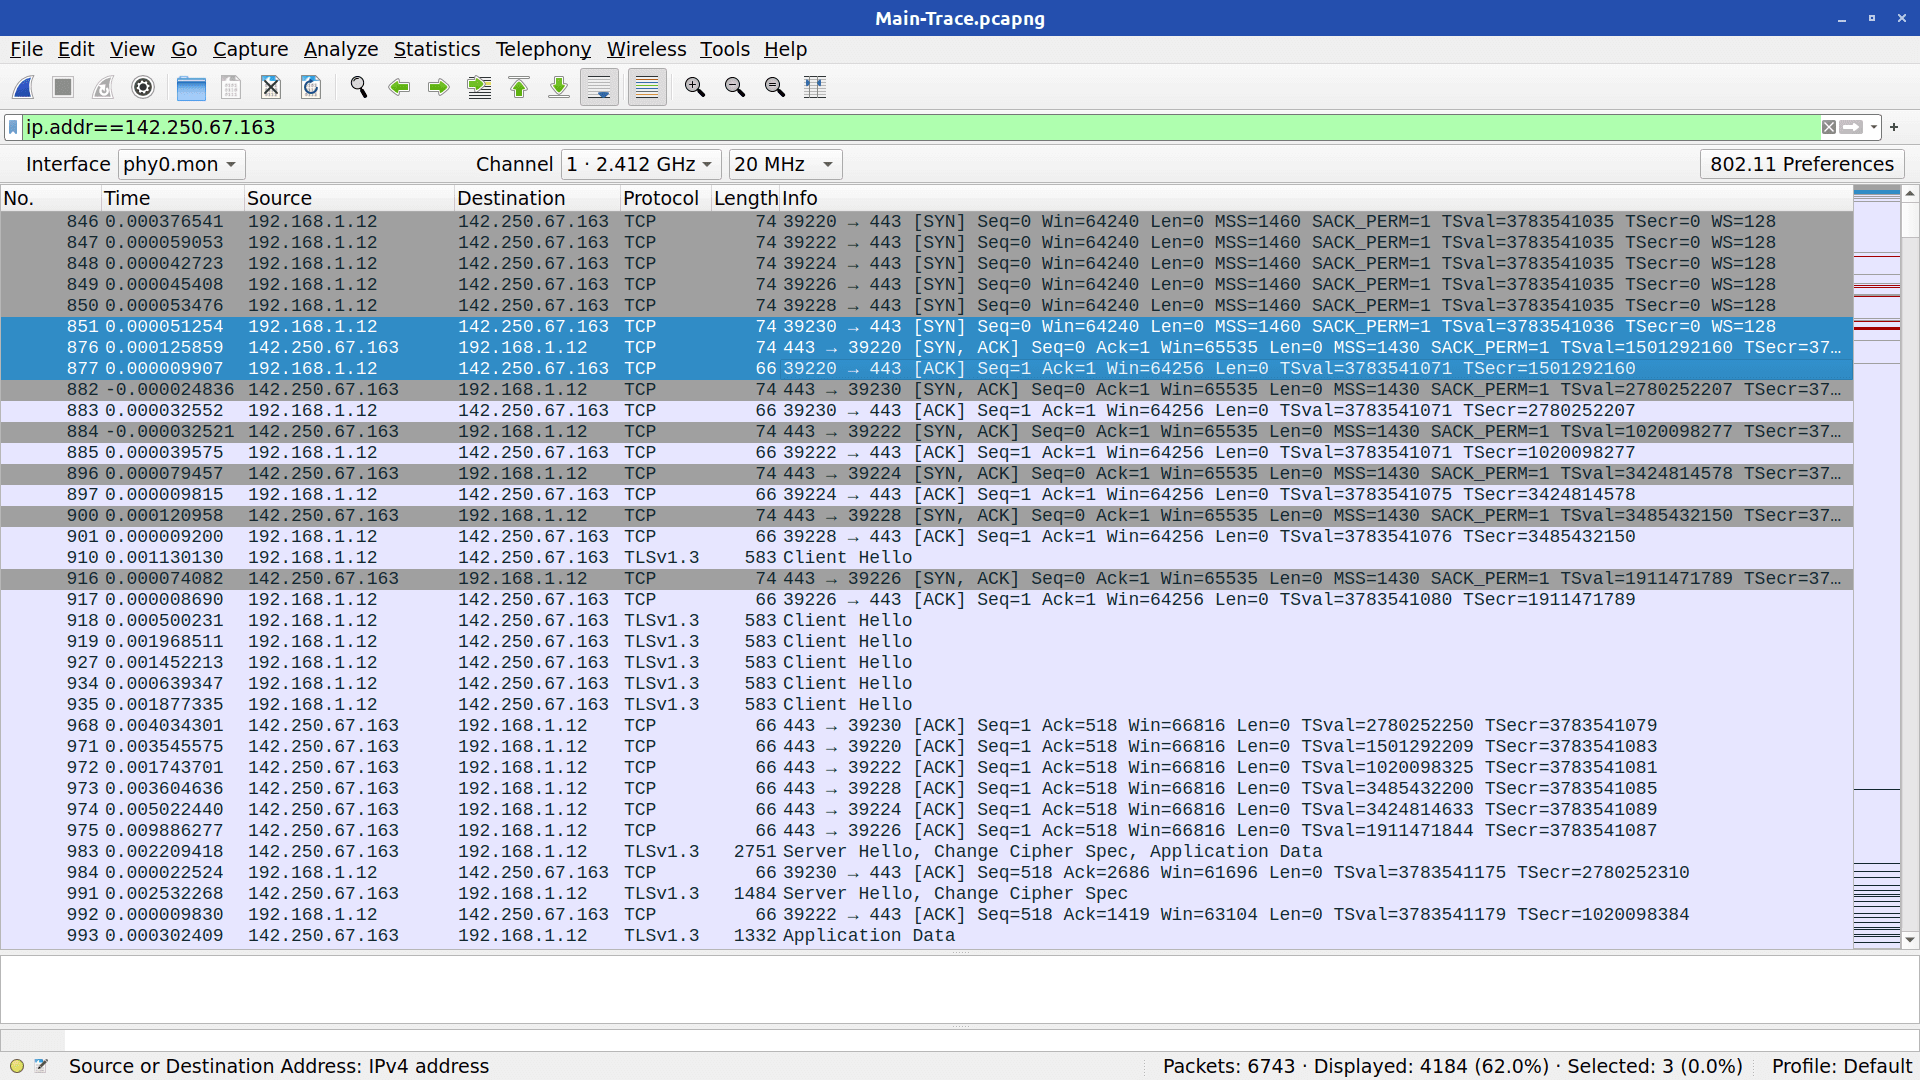 Main-Trace.pcapng
File Edit View Go Capture Analyze Statistics Telephony Wireless Tools Help
ip.addr==142.250.67.163
Interface phy0.mon Channel 1 · 2.412 GHz 20 MHz 802.11 Preferences
No. Time Source Destination Protocol Length Info
846 0.000376541 192.168.1.12 142.250.67.163 TCP 74 39220 → 443 [SYN] Seq=0 Win=64240 Len=0 MSS=1460 SACK_PERM=1 TSval=3783541035 TSecr=0 WS=128
847 0.000059053 192.168.1.12 142.250.67.163 TCP 74 39222 → 443 [SYN] Seq=0 Win=64240 Len=0 MSS=1460 SACK_PERM=1 TSval=3783541035 TSecr=0 WS=128
848 0.000042723 192.168.1.12 142.250.67.163 TCP 74 39224 → 443 [SYN] Seq=0 Win=64240 Len=0 MSS=1460 SACK_PERM=1 TSval=3783541035 TSecr=0 WS=128
849 0.000045408 192.168.1.12 142.250.67.163 TCP 74 39226 → 443 [SYN] Seq=0 Win=64240 Len=0 MSS=1460 SACK_PERM=1 TSval=3783541035 TSecr=0 WS=128
850 0.000053476 192.168.1.12 142.250.67.163 TCP 74 39228 → 443 [SYN] Seq=0 Win=64240 Len=0 MSS=1460 SACK_PERM=1 TSval=3783541035 TSecr=0 WS=128
851 0.000051254 192.168.1.12 142.250.67.163 TCP 74 39230 → 443 [SYN] Seq=0 Win=64240 Len=0 MSS=1460 SACK_PERM=1 TSval=3783541036 TSecr=0 WS=128
876 0.000125859 142.250.67.163 192.168.1.12 TCP 74 443 → 39220 [SYN, ACK] Seq=0 Ack=1 Win=65535 Len=0 MSS=1430 SACK_PERM=1 TSval=1501292160 TSecr=37…
877 0.000009907 192.168.1.12 142.250.67.163 TCP 66 39220 → 443 [ACK] Seq=1 Ack=1 Win=64256 Len=0 TSval=3783541071 TSecr=1501292160
882 -0.000024836 142.250.67.163 192.168.1.12 TCP 74 443 → 39230 [SYN, ACK] Seq=0 Ack=1 Win=65535 Len=0 MSS=1430 SACK_PERM=1 TSval=2780252207 TSecr=37…
883 0.000032552 192.168.1.12 142.250.67.163 TCP 66 39230 → 443 [ACK] Seq=1 Ack=1 Win=64256 Len=0 TSval=3783541071 TSecr=2780252207
884 -0.000032521 142.250.67.163 192.168.1.12 TCP 74 443 → 39222 [SYN, ACK] Seq=0 Ack=1 Win=65535 Len=0 MSS=1430 SACK_PERM=1 TSval=1020098277 TSecr=37…
885 0.000039575 192.168.1.12 142.250.67.163 TCP 66 39222 → 443 [ACK] Seq=1 Ack=1 Win=64256 Len=0 TSval=3783541071 TSecr=1020098277
896 0.000079457 142.250.67.163 192.168.1.12 TCP 74 443 → 39224 [SYN, ACK] Seq=0 Ack=1 Win=65535 Len=0 MSS=1430 SACK_PERM=1 TSval=3424814578 TSecr=37…
897 0.000009815 192.168.1.12 142.250.67.163 TCP 66 39224 → 443 [ACK] Seq=1 Ack=1 Win=64256 Len=0 TSval=3783541075 TSecr=3424814578
900 0.000120958 142.250.67.163 192.168.1.12 TCP 74 443 → 39228 [SYN, ACK] Seq=0 Ack=1 Win=65535 Len=0 MSS=1430 SACK_PERM=1 TSval=3485432150 TSecr=37…
901 0.000009200 192.168.1.12 142.250.67.163 TCP 66 39228 → 443 [ACK] Seq=1 Ack=1 Win=64256 Len=0 TSval=3783541076 TSecr=3485432150
910 0.001130130 192.168.1.12 142.250.67.163 TLSv1.3 583 Client Hello
916 0.000074082 142.250.67.163 192.168.1.12 TCP 74 443 → 39226 [SYN, ACK] Seq=0 Ack=1 Win=65535 Len=0 MSS=1430 SACK_PERM=1 TSval=1911471789 TSecr=37…
917 0.000008690 192.168.1.12 142.250.67.163 TCP 66 39226 → 443 [ACK] Seq=1 Ack=1 Win=64256 Len=0 TSval=3783541080 TSecr=1911471789
918 0.000500231 192.168.1.12 142.250.67.163 TLSv1.3 583 Client Hello
919 0.001968511 192.168.1.12 142.250.67.163 TLSv1.3 583 Client Hello
927 0.001452213 192.168.1.12 142.250.67.163 TLSv1.3 583 Client Hello
934 0.000639347 192.168.1.12 142.250.67.163 TLSv1.3 583 Client Hello
935 0.001877335 192.168.1.12 142.250.67.163 TLSv1.3 583 Client Hello
968 0.004034301 142.250.67.163 192.168.1.12 TCP 66 443 → 39230 [ACK] Seq=1 Ack=518 Win=66816 Len=0 TSval=2780252250 TSecr=3783541079
971 0.003545575 142.250.67.163 192.168.1.12 TCP 66 443 → 39220 [ACK] Seq=1 Ack=518 Win=66816 Len=0 TSval=1501292209 TSecr=3783541083
972 0.001743701 142.250.67.163 192.168.1.12 TCP 66 443 → 39222 [ACK] Seq=1 Ack=518 Win=66816 Len=0 TSval=1020098325 TSecr=3783541081
973 0.003604636 142.250.67.163 192.168.1.12 TCP 66 443 → 39228 [ACK] Seq=1 Ack=518 Win=66816 Len=0 TSval=3485432200 TSecr=3783541085
974 0.005022440 142.250.67.163 192.168.1.12 TCP 66 443 → 39224 [ACK] Seq=1 Ack=518 Win=66816 Len=0 TSval=3424814633 TSecr=3783541089
975 0.009886277 142.250.67.163 192.168.1.12 TCP 66 443 → 39226 [ACK] Seq=1 Ack=518 Win=66816 Len=0 TSval=1911471844 TSecr=3783541087
983 0.002209418 142.250.67.163 192.168.1.12 TLSv1.3 2751 Server Hello, Change Cipher Spec, Application Data
984 0.000022524 192.168.1.12 142.250.67.163 TCP 66 39230 → 443 [ACK] Seq=518 Ack=2686 Win=61696 Len=0 TSval=3783541175 TSecr=2780252310
991 0.002532268 142.250.67.163 192.168.1.12 TLSv1.3 1484 Server Hello, Change Cipher Spec
992 0.000009830 192.168.1.12 142.250.67.163 TCP 66 39222 → 443 [ACK] Seq=518 Ack=1419 Win=63104 Len=0 TSval=3783541179 TSecr=1020098384
993 0.000302409 142.250.67.163 192.168.1.12 TLSv1.3 1332 Application Data
Source or Destination Address: IPv4 address Packets: 6743 · Displayed: 4184 (62.0%) · Selected: 3 (0.0%) Profile: Default